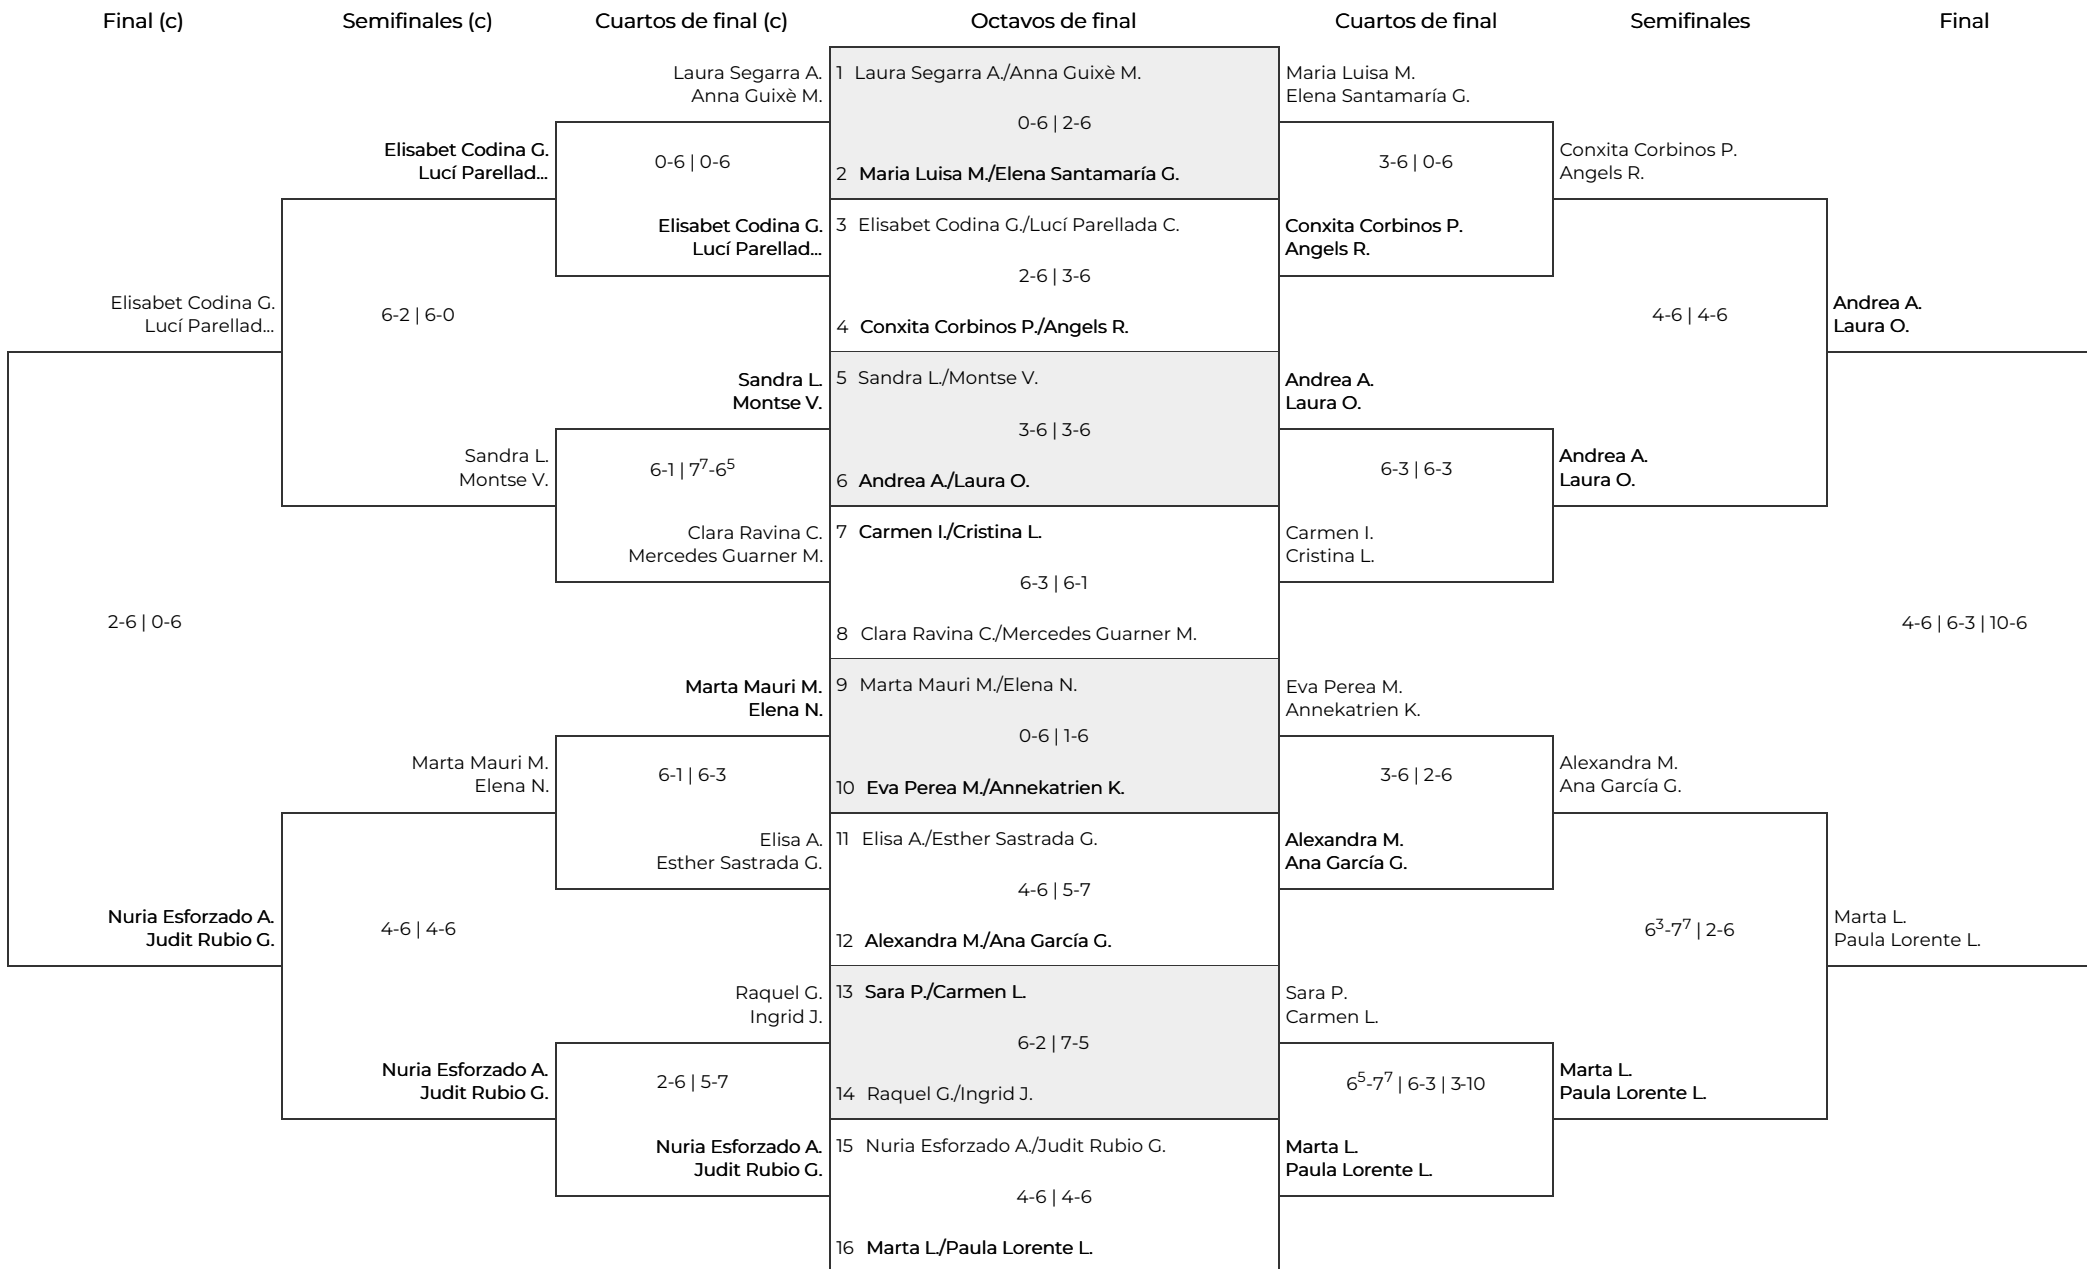 Final (c)
Semifinales (c)
Cuartos de final (c)
Octavos de final
Cuartos de final
Semifinales
Final
Elisabet Codina G.
Lucí Parellad...
2-6 | 0-6
Nuria Esforzado A.
Judit Rubio G.
Elisabet Codina G.
Lucí Parellad...
6-2 | 6-0
Sandra L.
Montse V.
Marta Mauri M.
Elena N.
4-6 | 4-6
Nuria Esforzado A.
Judit Rubio G.
Laura Segarra A.
Anna Guixè M.
0-6 | 0-6
Elisabet Codina G.
Lucí Parellad...
Sandra L.
Montse V.
6-1 | 7⁷-6⁵
Clara Ravina C.
Mercedes Guarner M.
Marta Mauri M.
Elena N.
6-1 | 6-3
Elisa A.
Esther Sastrada G.
Raquel G.
Ingrid J.
2-6 | 5-7
Nuria Esforzado A.
Judit Rubio G.
1 Laura Segarra A./Anna Guixè M.
0-6 | 2-6
2 Maria Luisa M./Elena Santamaría G.
3 Elisabet Codina G./Lucí Parellada C.
2-6 | 3-6
4 Conxita Corbinos P./Angels R.
5 Sandra L./Montse V.
3-6 | 3-6
6 Andrea A./Laura O.
7 Carmen I./Cristina L.
6-3 | 6-1
8 Clara Ravina C./Mercedes Guarner M.
9 Marta Mauri M./Elena N.
0-6 | 1-6
10 Eva Perea M./Annekatrien K.
11 Elisa A./Esther Sastrada G.
4-6 | 5-7
12 Alexandra M./Ana García G.
13 Sara P./Carmen L.
6-2 | 7-5
14 Raquel G./Ingrid J.
15 Nuria Esforzado A./Judit Rubio G.
4-6 | 4-6
16 Marta L./Paula Lorente L.
Maria Luisa M.
Elena Santamaría G.
3-6 | 0-6
Conxita Corbinos P.
Angels R.
Andrea A.
Laura O.
6-3 | 6-3
Carmen I.
Cristina L.
Eva Perea M.
Annekatrien K.
3-6 | 2-6
Alexandra M.
Ana García G.
Sara P.
Carmen L.
6⁵-7⁷ | 6-3 | 3-10
Marta L.
Paula Lorente L.
Conxita Corbinos P.
Angels R.
4-6 | 4-6
Andrea A.
Laura O.
Alexandra M.
Ana García G.
6³-7⁷ | 2-6
Marta L.
Paula Lorente L.
Andrea A.
Laura O.
4-6 | 6-3 | 10-6
Marta L.
Paula Lorente L.